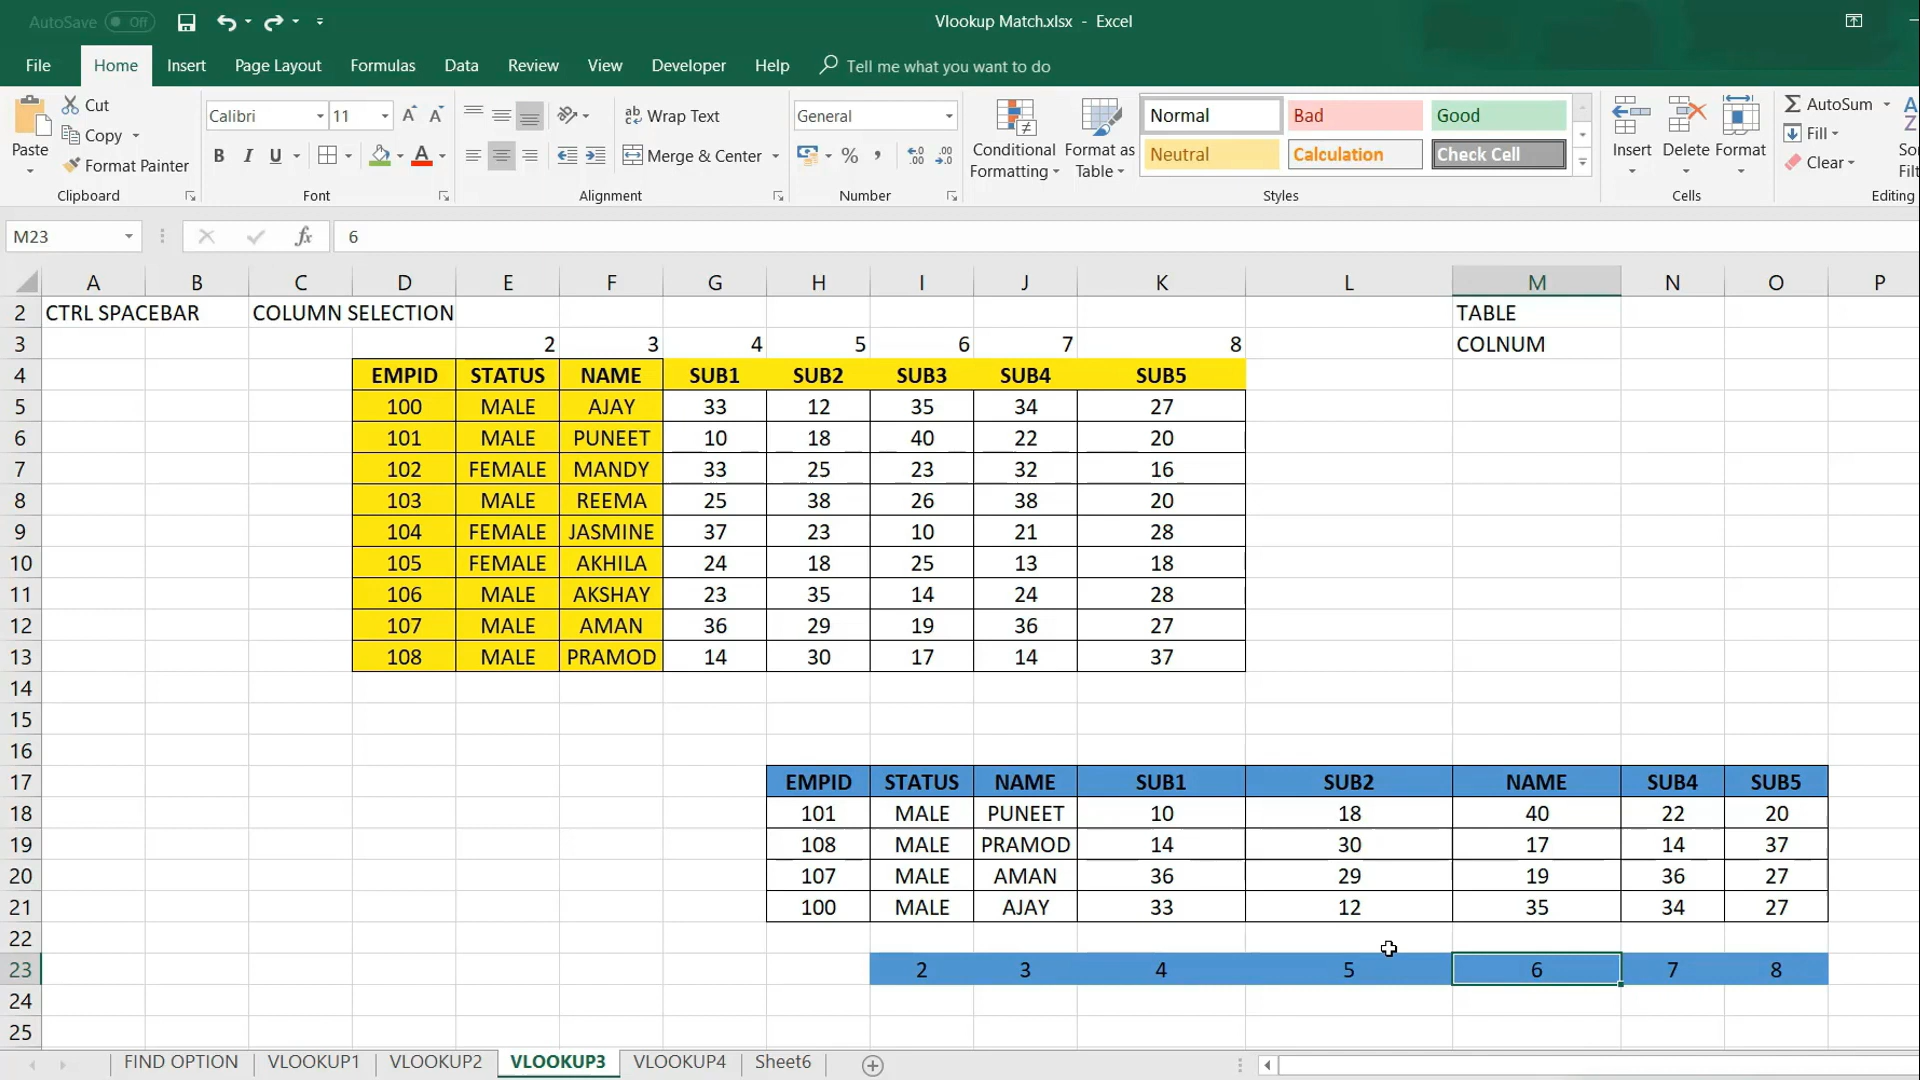 AutoSave Off Vlookup Match.xlsx - Excel
File Home Insert Page Layout Formulas Data Review View Developer Help Tell me what you want to do
Paste Cut Copy Format Painter Clipboard
Calibri 11 B I U Font
Wrap Text Merge & Center Alignment
General % , Number
Conditional Formatting Format as Table
Normal Bad Good
Neutral Calculation Check Cell
Styles
Insert Delete Format Cells
AutoSum Fill Clear Editing
M23 fx 6
A B C D E F G H I J K L M N O P
2 CTRL SPACEBAR COLUMN SELECTION TABLE
3 2 3 4 5 6 7 8 COLNUM
4 EMPID STATUS NAME SUB1 SUB2 SUB3 SUB4 SUB5
5 100 MALE AJAY 33 12 35 34 27
6 101 MALE PUNEET 10 18 40 22 20
7 102 FEMALE MANDY 33 25 23 32 16
8 103 MALE REEMA 25 38 26 38 20
9 104 FEMALE JASMINE 37 23 10 21 28
10 105 FEMALE AKHILA 24 18 25 13 18
11 106 MALE AKSHAY 23 35 14 24 28
12 107 MALE AMAN 36 29 19 36 27
13 108 MALE PRAMOD 14 30 17 14 37
14
15
16
17 EMPID STATUS NAME SUB1 SUB2 NAME SUB4 SUB5
18 101 MALE PUNEET 10 18 40 22 20
19 108 MALE PRAMOD 14 30 17 14 37
20 107 MALE AMAN 36 29 19 36 27
21 100 MALE AJAY 33 12 35 34 27
22
23 2 3 4 5 6 7 8
24
25
FIND OPTION VLOOKUP1 VLOOKUP2 VLOOKUP3 VLOOKUP4 Sheet6